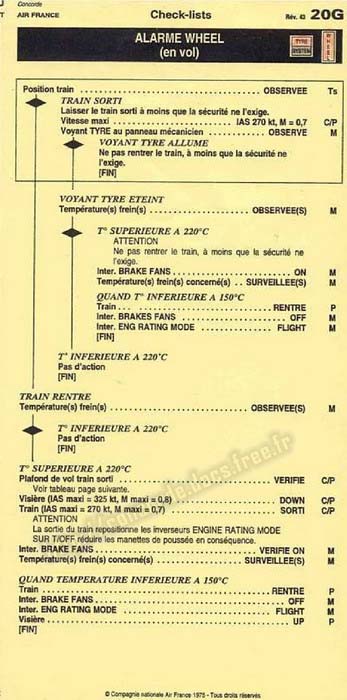 Concorde
AIR FRANCE
Check-lists
Rév. 43 20G
ALARME WHEEL
(en vol)
TYRE
SYSTEM
WHEEL
Position train ........ OBSERVEE Ts
TRAIN SORTI
Laisser le train sorti à moins que la sécurité ne l'exige.
Vitesse maxi ........ IAS 270 kt, M = 0,7 C/P
Voyant TYRE au panneau mécanicien ........ OBSERVE M
VOYANT TYRE ALLUME
Ne pas rentrer le train, à moins que la sécurité ne
l'exige.
[FIN]
VOYANT TYRE ETEINT
Température(s) frein(s) ........ OBSERVEE(S) M
T° SUPERIEURE A 220°C
ATTENTION
Ne pas rentrer le train, à moins que la sécurité ne
l'exige.
Inter. BRAKE FANS ........ ON M
Température(s) frein(s) concerné(s) .. SURVEILLEE(S) M
QUAND T° INFERIEURE A 150°C
Train ........ RENTRE P
Inter. BRAKES FANS ........ OFF M
Inter. ENG RATING MODE ........ FLIGHT M
T° INFERIEURE A 220°C
Pas d'action
[FIN]
TRAIN RENTRE
Température(s) frein(s) ........ OBSERVEE(S) M
T° INFERIEURE A 220°C
Pas d'action
[FIN]
T° SUPERIEURE A 220°C
Plafond de vol train sorti ........ VERIFIE C/P
Voir tableau page suivante.
Visière (IAS maxi = 325 kt, M maxi = 0,8) ........ DOWN C/P
Train (IAS maxi = 270 kt, M maxi = 0,7) ........ SORTI C/P
ATTENTION
La sortie du train repositionne les inverseurs ENGINE RATING MODE
SUR T/OFF réduire les manettes de poussée en conséquence.
Inter. BRAKE FANS ........ VERIFIE ON M
Température(s) frein(s) concerné(s) ........ SURVEILLEE(S) M
QUAND TEMPERATURE INFERIEURE A 150°C
Train ........ RENTRE P
Inter. BRAKE FANS ........ OFF M
Inter. ENG RATING MODE ........ FLIGHT M
Visière ........ UP P
[FIN]
© Compagnie nationale Air France 1975 - Tous droits réservés